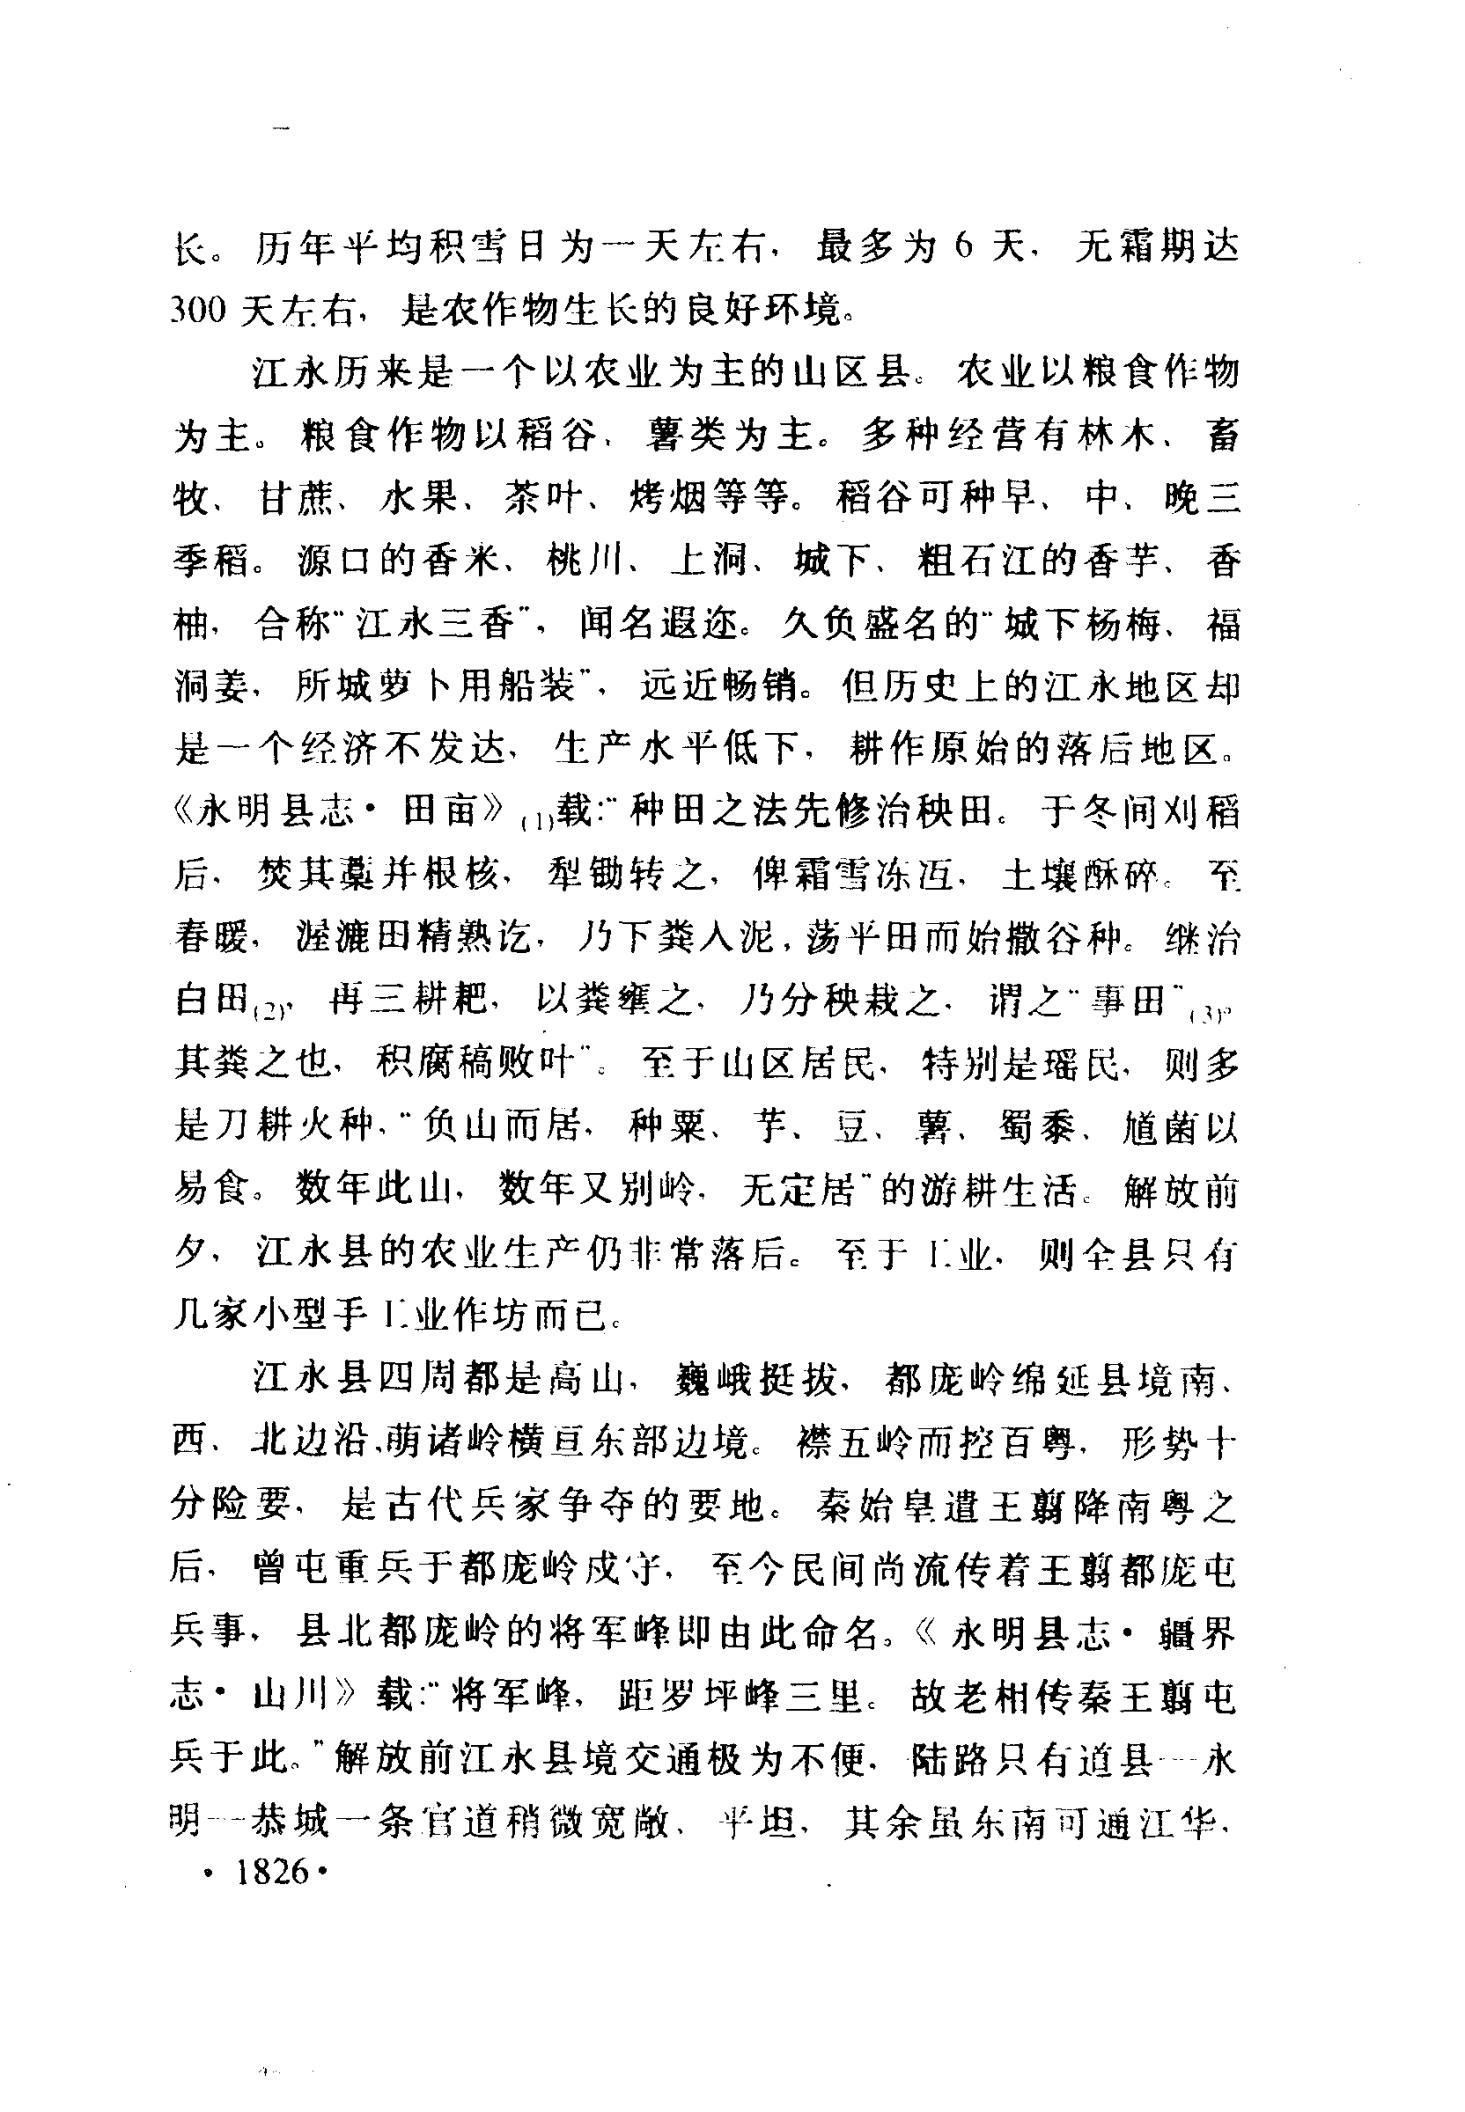 长。历年平均积雪日为一天左右，最多为6天，无霜期达
300天左右，是农作物生长的良好环境。
江永历来是一个以农业为主的山区县。农业以粮食作物
为主。粮食作物以稻谷、薯类为主。多种经营有林木、畜
牧、甘蔗、水果、茶叶、烤烟等等。稻谷可种早、中、晚三
季稻。源口的香米、桃川、上洞、城下、粗石江的香芋、香
柚，合称“江永三香”，闻名遐迩。久负盛名的“城下杨梅、福
洞姜，所城萝卜用船装”，远近畅销。但历史上的江永地区却
是一个经济不发达，生产水平低下，耕作原始的落后地区。
《永明县志·田亩》(1)载：“种田之法先修治秧田。于冬间刈稻
后，焚其藁并根核，犁锄转之，俾霜雪冻冱，土壤酥碎。至
春暖，渥漉田精熟讫，乃下粪入泥，荡平田而始撒谷种。继治
白田(2)，再三耕耙，以粪壅之，乃分秧栽之，谓之“事田”(3)。
其粪之也，积腐稿败叶”。至于山区居民，特别是瑶民，则多
是刀耕火种，“负山而居，种粟、芋、豆、薯、蜀黍、馗菌以
易食。数年此山，数年又别岭，无定居”的游耕生活。解放前
夕，江永县的农业生产仍非常落后。至于工业，则全县只有
几家小型手工业作坊而已。
江永县四周都是高山，巍峨挺拔，都庞岭绵延县境南、
西、北边沿、萌诸岭横亘东部边境。襟五岭而控百粤，形势十
分险要，是古代兵家争夺的要地。秦始皇遣王翦降南粤之
后，曾屯重兵于都庞岭戍守，至今民间尚流传着王翦都庞屯
兵事，县北都庞岭的将军峰即由此命名。《永明县志·疆界
志·山川》载：“将军峰，距罗坪峰三里。故老相传秦王翦屯
兵于此。”解放前江永县境交通极为不便，陆路只有道县—永
明—恭城一条官道稍微宽敞、平坦，其余虽东南可通江华，
·1826·